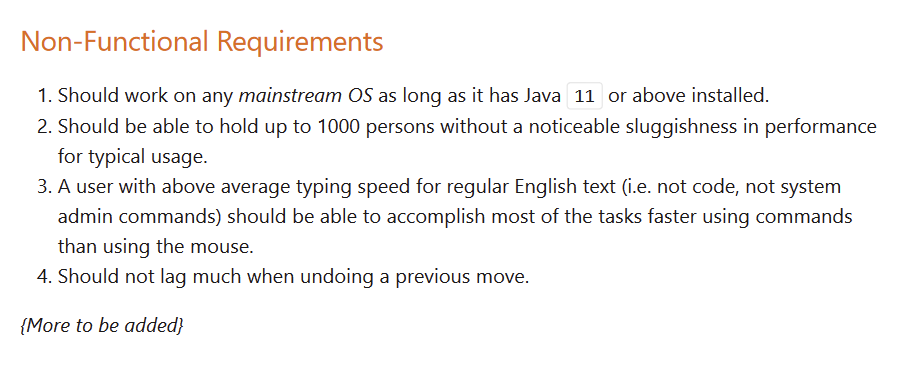 Non-Functional Requirements
1. Should work on any mainstream OS as long as it has Java 11 or above installed.
2. Should be able to hold up to 1000 persons without a noticeable sluggishness in performance
for typical usage.
3. A user with above average typing speed for regular English text (i.e. not code, not system
admin commands) should be able to accomplish most of the tasks faster using commands
than using the mouse.
4. Should not lag much when undoing a previous move.
{More to be added}